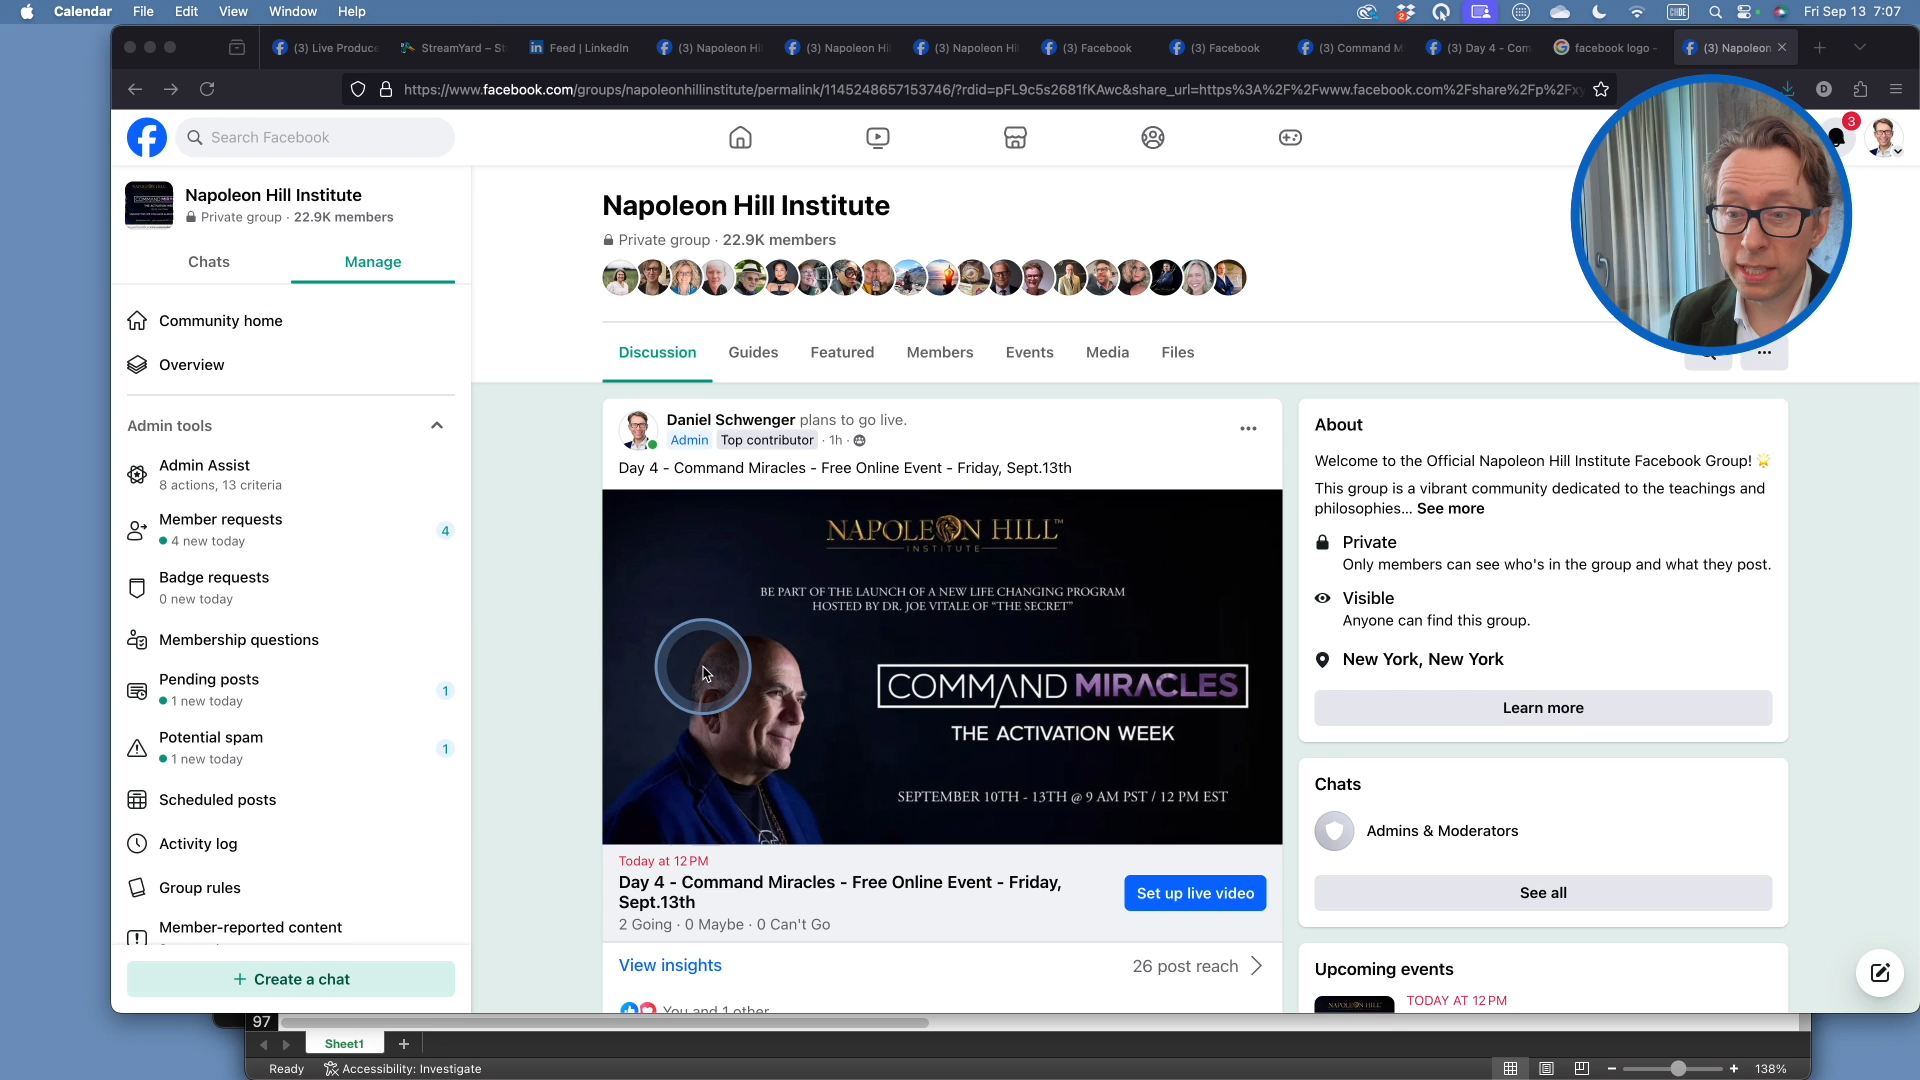 Calendar File Edit View Window Help
2
Fri Sep 13 7:07
(3) Live Produce
StreamYard – St
Feed | LinkedIn
(3) Napoleon Hi
(3) Napoleon Hi
(3) Napoleon Hi
(3) Facebook
(3) Facebook
(3) Command M
(3) Day 4 - Com
facebook logo -
(3) Napoleon
https://www.facebook.com/groups/napoleonhillinstitute/permalink/1145248657153746/?rdid=pFL9c5s2681fKAwc&share_url=https%3A%2F%2Fwww.facebook.com%2Fshare%2Fp%2Fxy
D
Search Facebook
3
Napoleon Hill Institute
Private group · 22.9K members
Chats
Manage
Community home
Overview
Admin tools
Admin Assist
8 actions, 13 criteria
Member requests
4 new today
4
Badge requests
0 new today
Membership questions
Pending posts
1 new today
1
Potential spam
1 new today
1
Scheduled posts
Activity log
Group rules
Member-reported content
+ Create a chat
Napoleon Hill Institute
Private group · 22.9K members
Discussion
Guides
Featured
Members
Events
Media
Files
Daniel Schwenger plans to go live.
Admin Top contributor · 1h ·
Day 4 - Command Miracles - Free Online Event - Friday, Sept.13th
NAPOLEON HILL™
INSTITUTE
BE PART OF THE LAUNCH OF A NEW LIFE CHANGING PROGRAM
HOSTED BY DR. JOE VITALE OF "THE SECRET"
COMMAND MIRACLES
THE ACTIVATION WEEK
SEPTEMBER 10TH - 13TH @ 9 AM PST / 12 PM EST
Today at 12 PM
Day 4 - Command Miracles - Free Online Event - Friday,
Sept.13th
2 Going · 0 Maybe · 0 Can't Go
Set up live video
View insights
26 post reach
You and 1 other
About
Welcome to the Official Napoleon Hill Institute Facebook Group! 🌟
This group is a vibrant community dedicated to the teachings and
philosophies... See more
Private
Only members can see who's in the group and what they post.
Visible
Anyone can find this group.
New York, New York
Learn more
Chats
Admins & Moderators
See all
Upcoming events
NAPOLEON HILL
TODAY AT 12 PM
97
Sheet1
Ready
Accessibility: Investigate
138%